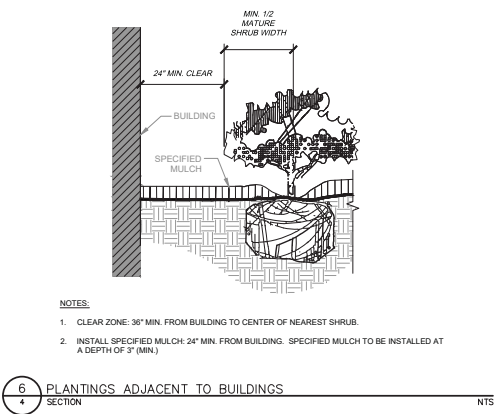 MIN. 1/2
MATURE
SHRUB WIDTH
24" MIN. CLEAR
BUILDING
SPECIFIED
MULCH
NOTES:
1. CLEAR ZONE: 36" MIN. FROM BUILDING TO CENTER OF NEAREST SHRUB.
2. INSTALL SPECIFIED MULCH: 24" MIN. FROM BUILDING. SPECIFIED MULCH TO BE INSTALLED AT
A DEPTH OF 3" (MIN.)
6 PLANTINGS ADJACENT TO BUILDINGS
4 SECTION NTS